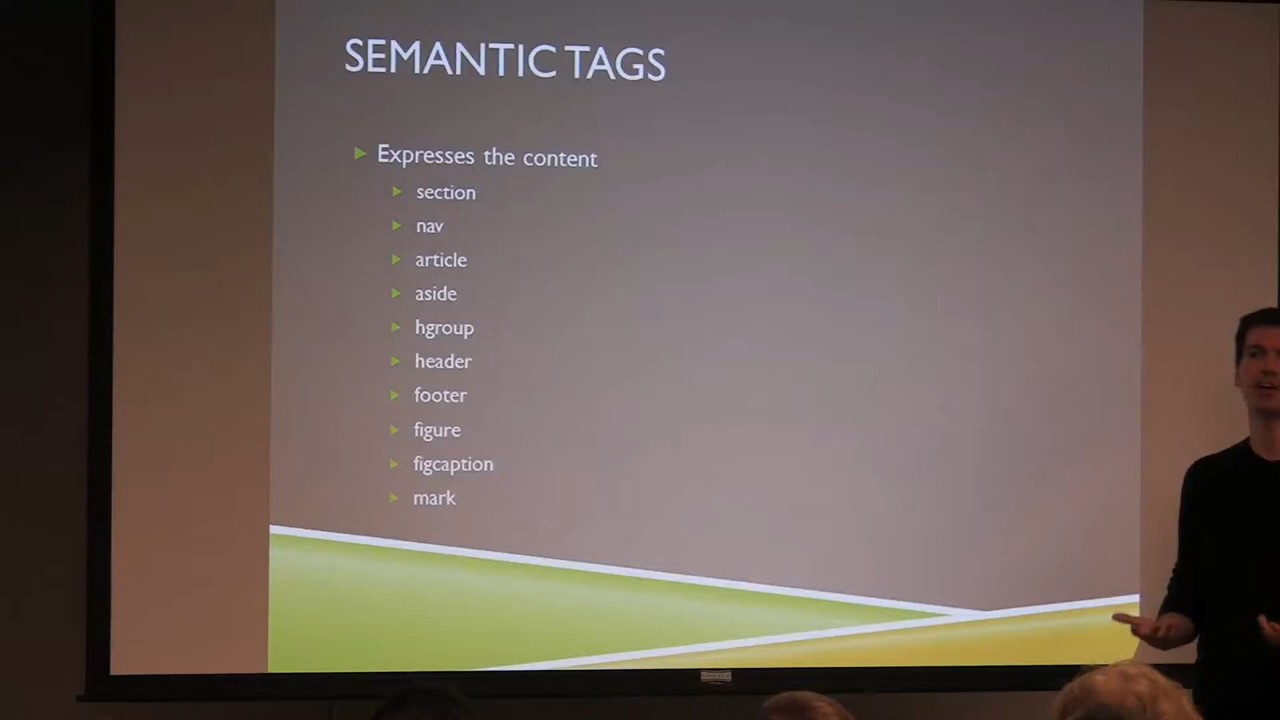 SEMANTIC TAGS
Expresses the content
section
nav
article
aside
hgroup
header
footer
figure
figcaption
mark